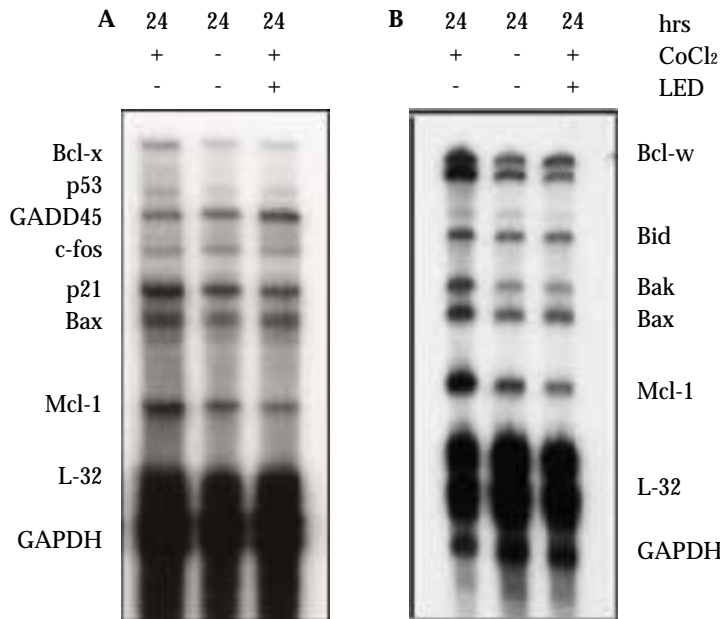 A 24 24 24 B 24 24 24 hrs
+ - + + - + CoCl₂
- - + - - + LED
Bcl-x Bcl-w
p53
GADD45 Bid
c-fos
p21 Bak
Bax Bax
Mcl-1 Mcl-1
L-32 L-32
GAPDH GAPDH